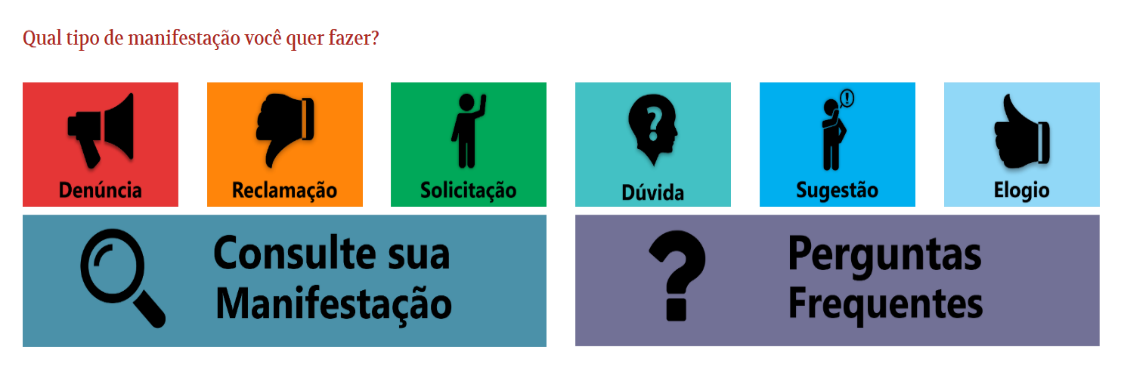 Qual tipo de manifestação você quer fazer?
Denúncia
Reclamação
Solicitação
Dúvida
Sugestão
Elogio
Consulte sua
Manifestação
Perguntas
Frequentes